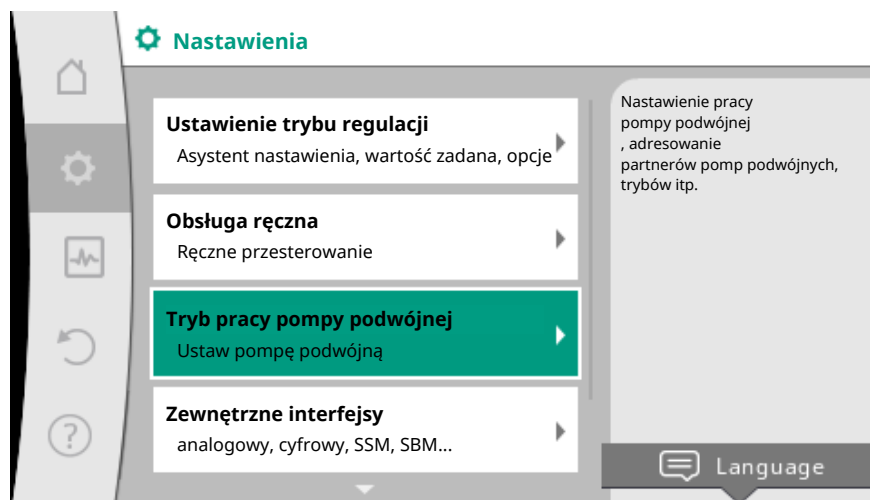 Nastawienia
Ustawienie trybu regulacji
Asystent nastawienia, wartość zadana, opcje
Obsługa ręczna
Ręczne przesterowanie
Tryb pracy pompy podwójnej
Ustaw pompę podwójną
Zewnętrzne interfejsy
analogowy, cyfrowy, SSM, SBM...
Nastawienie pracy
pompy podwójnej
, adresowanie
partnerów pomp podwójnych,
trybów itp.
Language